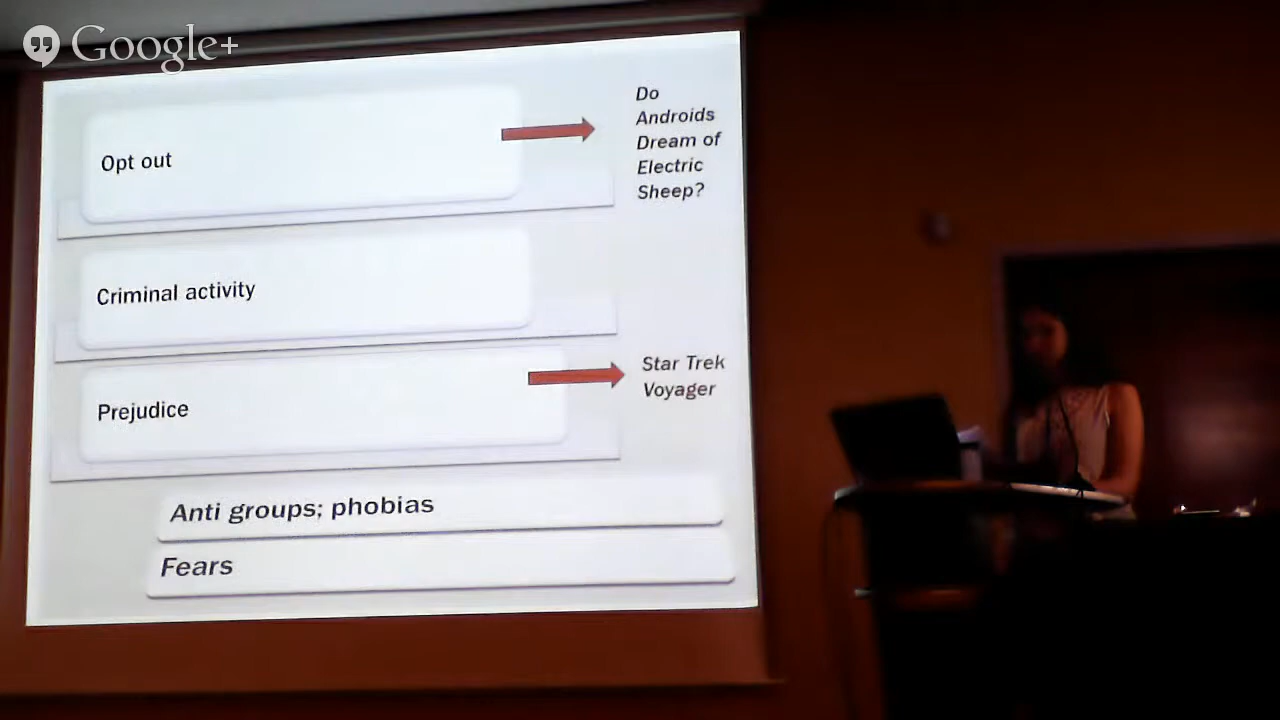 Google+
Opt out
Do
Androids
Dream of
Electric
Sheep?
Criminal activity
Prejudice
Star Trek
Voyager
Anti groups; phobias
Fears